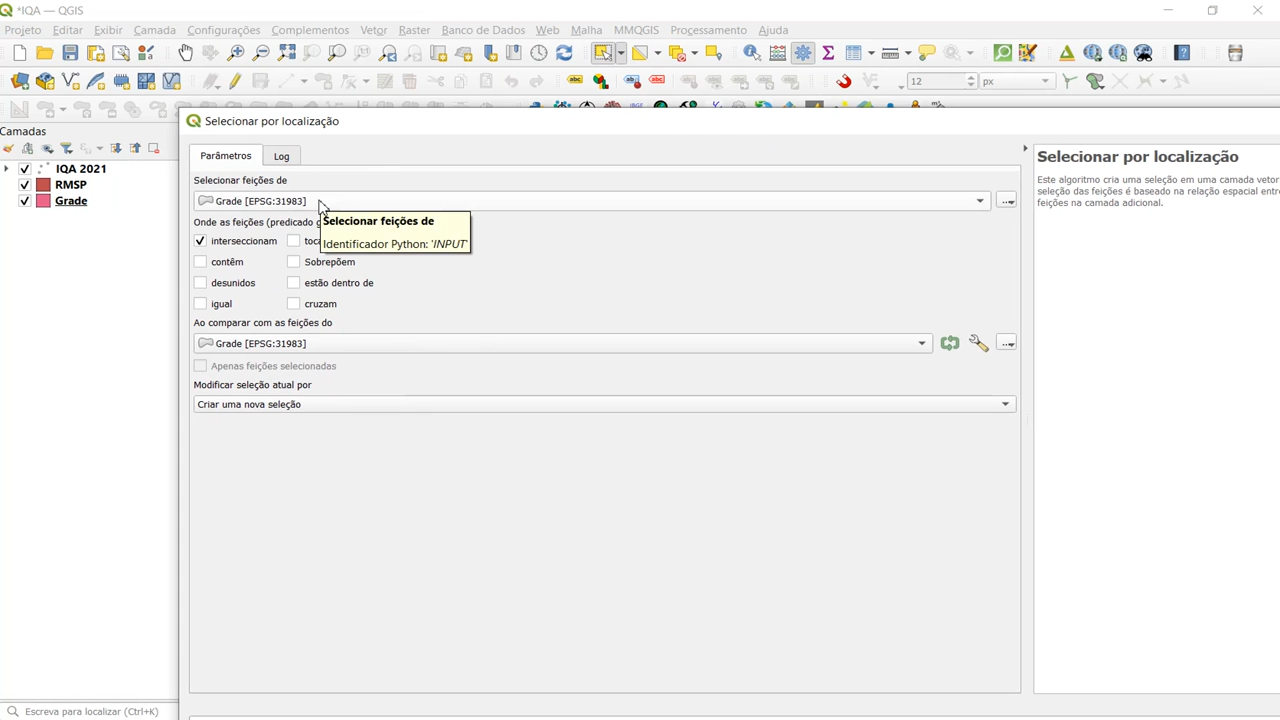 *IQA — QGIS
Projeto Editar Exibir Camada Configurações Complementos Vetor Raster Banco de Dados Web Malha MMQGIS Processamento Ajuda
abc abc abc
12 px
Camadas
IQA 2021
RMSP
Grade
Selecionar por localização
Parâmetros Log
Selecionar feições de
Grade [EPSG:31983]
Onde as feições (predicado
Selecionar feições de
Identificador Python: 'INPUT'
interseccionam
contêm Sobrepõem
desunidos estão dentro de
igual cruzam
Ao comparar com as feições do
Grade [EPSG:31983]
Apenas feições selecionadas
Modificar seleção atual por
Criar uma nova seleção
Selecionar por localização
Este algoritmo cria uma seleção em uma camada vetor
seleção das feições é baseado na relação espacial entre
feições na camada adicional.
Escreva para localizar (Ctrl+K)